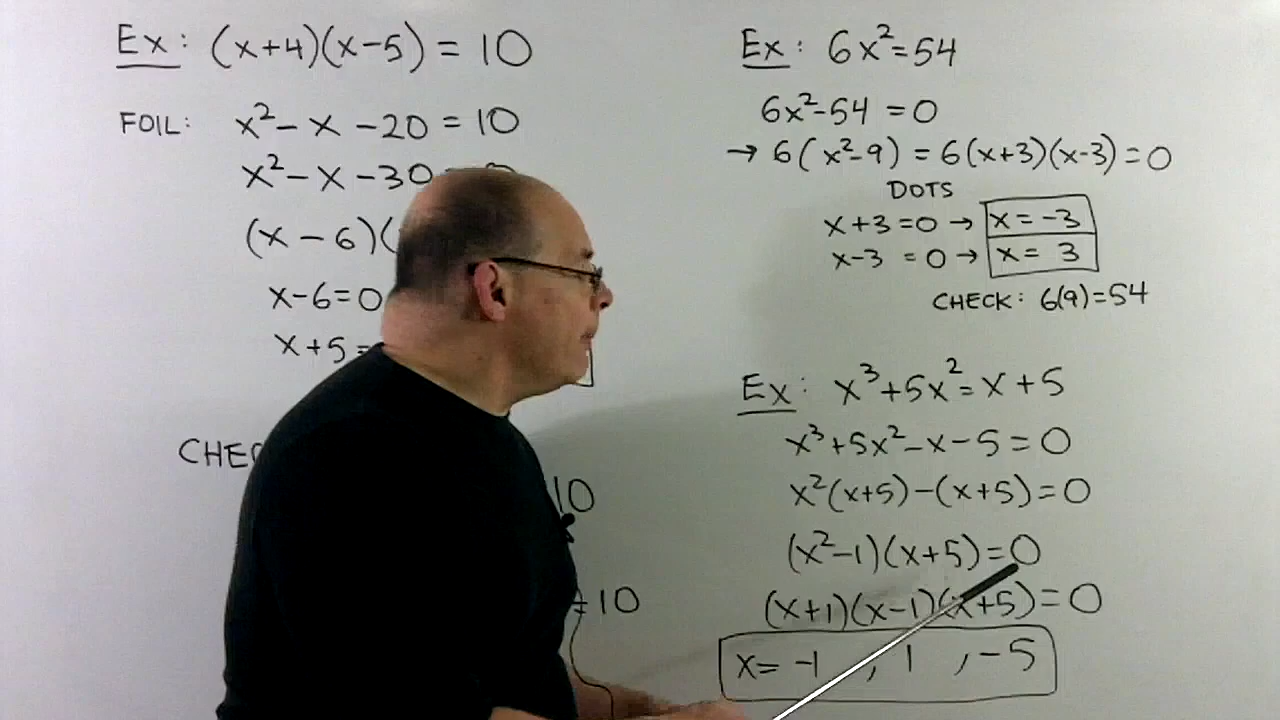 Ex: (x+4)(x-5) = 10
FOIL: x² - x - 20 = 10
x² - x - 30
(x - 6)(
x-6=0
x+5=
CHEC
10
=10
Ex: 6x²=54
6x²-54 = 0
→ 6(x²-9) = 6(x+3)(x-3)=0
DOTS
x+3=0 → x=-3
x-3 =0 → x= 3
CHECK: 6(9)=54
Ex: x³+5x²=x+5
x³+5x²-x-5=0
x²(x+5)-(x+5)=0
(x²-1)(x+5)=0
(x+1)(x-1)(x+5)=0
x= -1 , 1 , -5